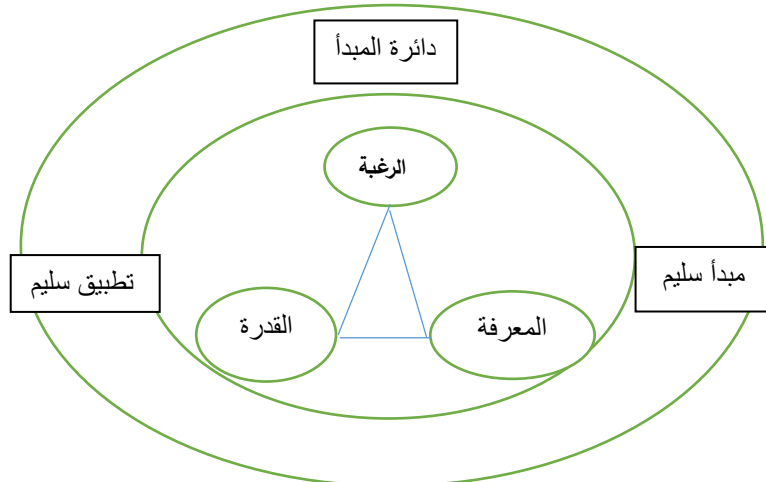 دائرة المبدأ
الرغبة
مبدأ سليم
تطبيق سليم
المعرفة
القدرة